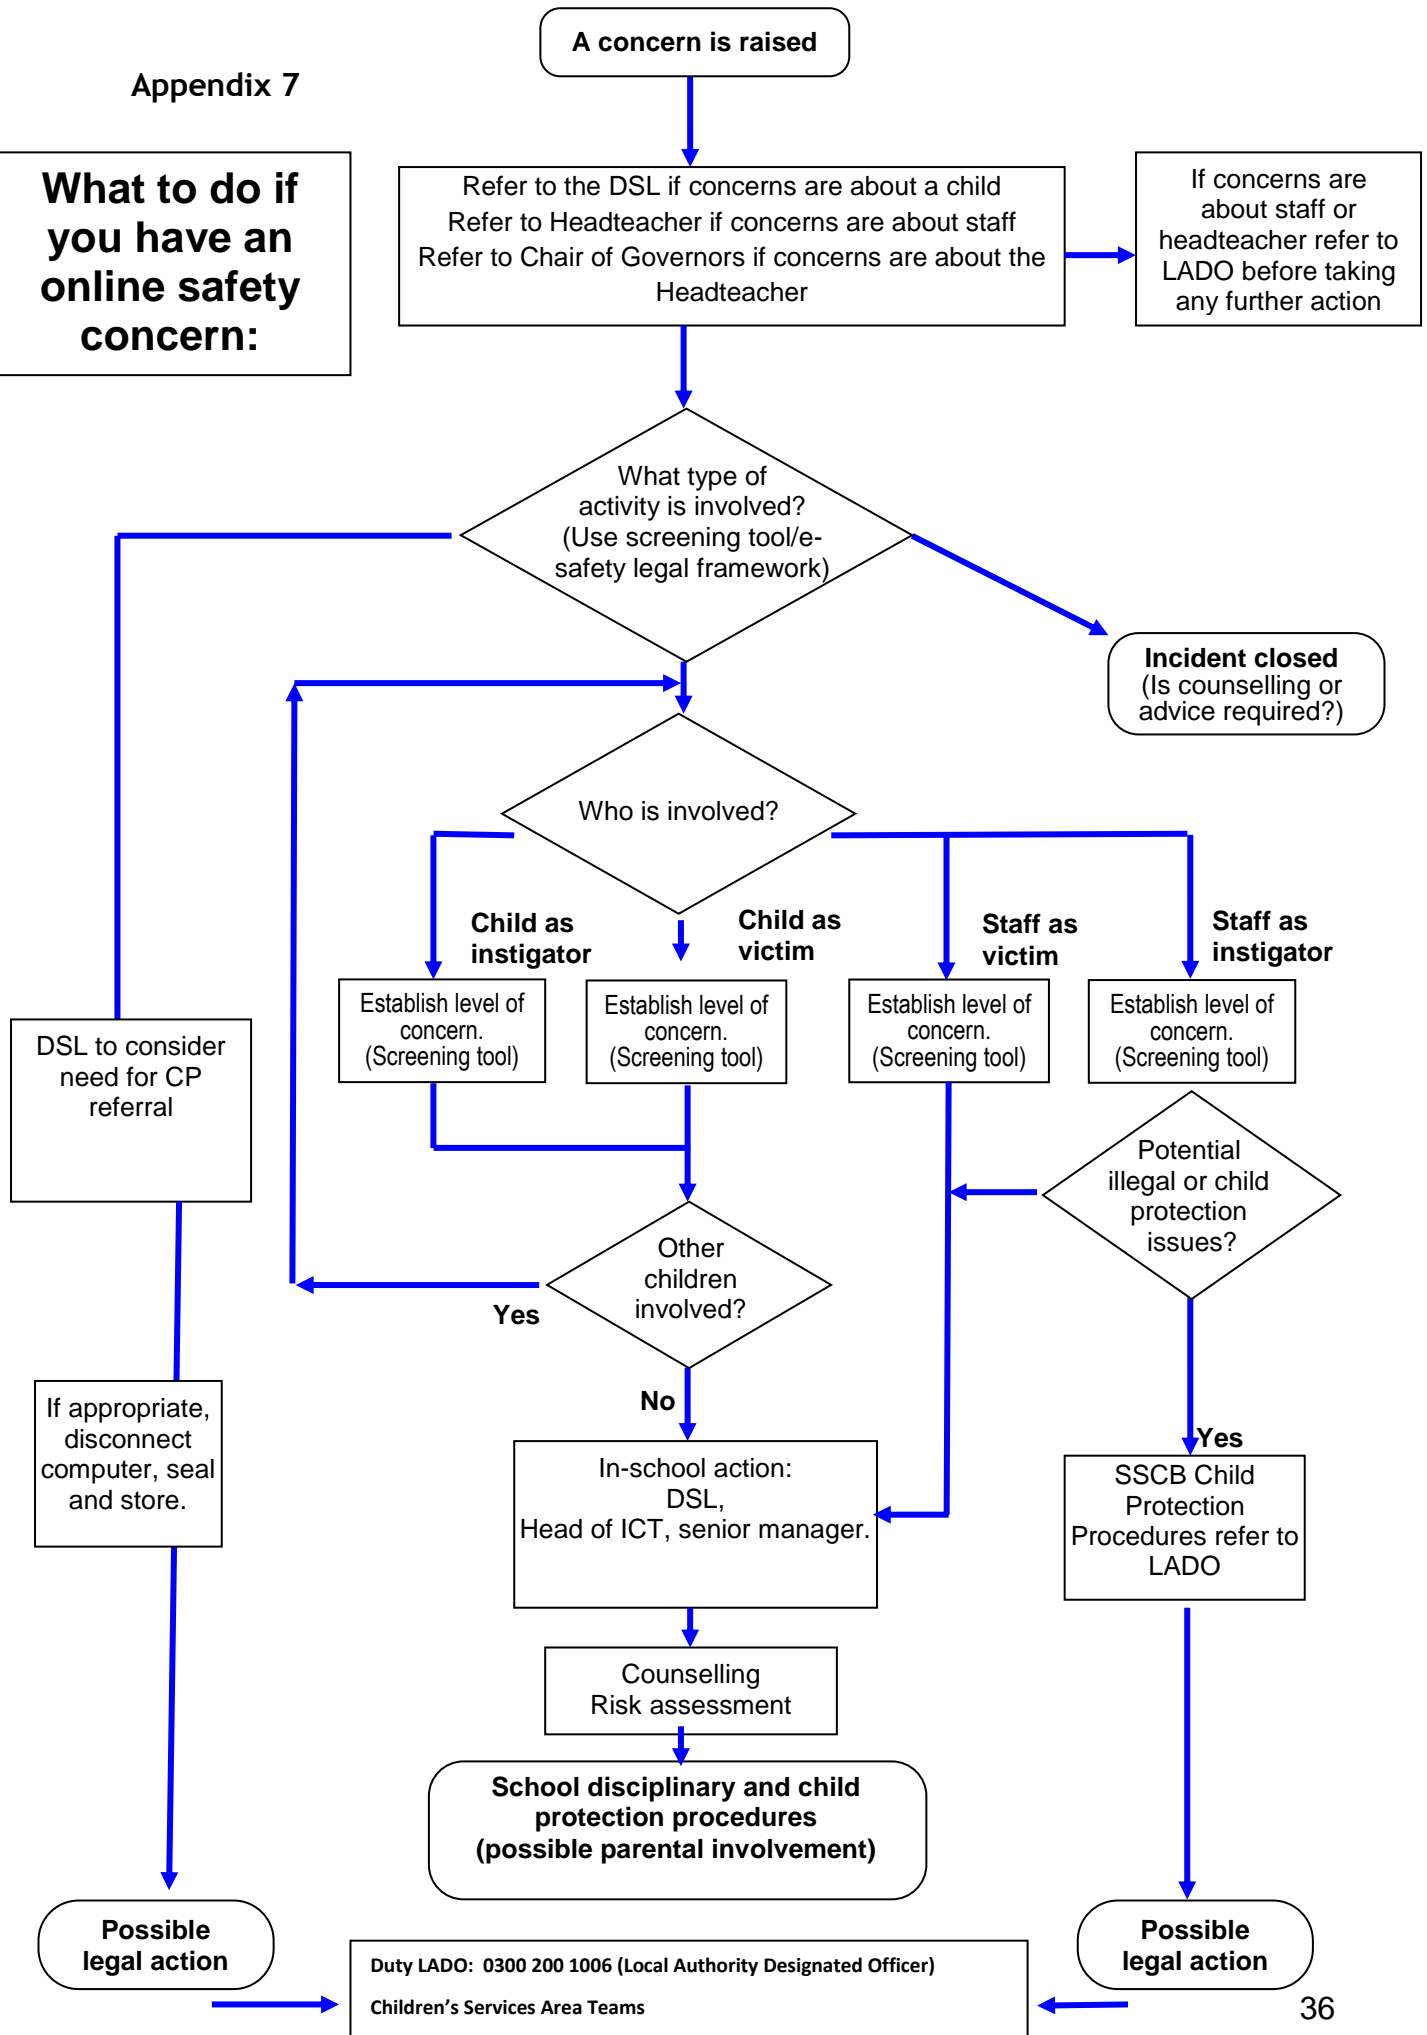 A concern is raised
Appendix 7
What to do if
you have an
online safety
concern:
Refer to the DSL if concerns are about a child
Refer to Headteacher if concerns are about staff
Refer to Chair of Governors if concerns are about the
Headteacher
If concerns are
about staff or
headteacher refer to
LADO before taking
any further action
What type of
activity is involved?
(Use screening tool/e-
safety legal framework)
Incident closed
(Is counselling or
advice required?)
Who is involved?
Child as
instigator
Child as
victim
Staff as
victim
Staff as
instigator
Establish level of
concern.
(Screening tool)
Establish level of
concern.
(Screening tool)
Establish level of
concern.
(Screening tool)
Establish level of
concern.
(Screening tool)
DSL to consider
need for CP
referral
Potential
illegal or child
protection
issues?
Other
children
involved?
Yes
No
If appropriate,
disconnect
computer, seal
and store.
Yes
In-school action:
DSL,
Head of ICT, senior manager.
SSCB Child
Protection
Procedures refer to
LADO
Counselling
Risk assessment
School disciplinary and child
protection procedures
(possible parental involvement)
Possible
legal action
Possible
legal action
Duty LADO: 0300 200 1006 (Local Authority Designated Officer)
Children's Services Area Teams
36